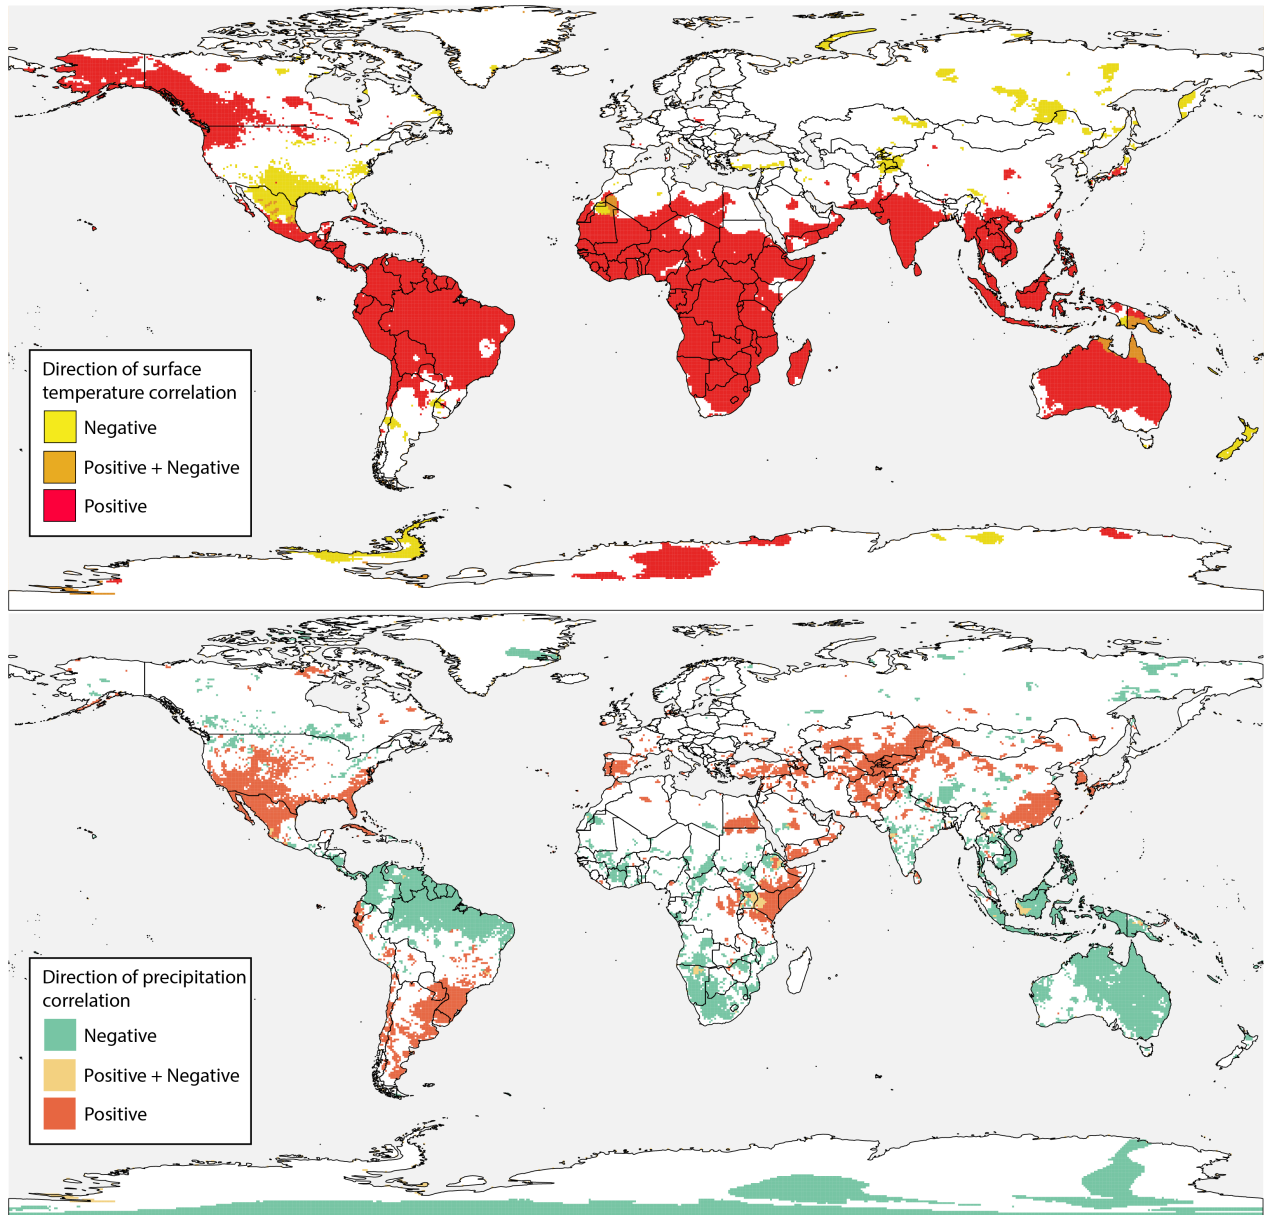 Direction of surface
temperature correlation
Negative
Positive + Negative
Positive
Direction of precipitation
correlation
Negative
Positive + Negative
Positive